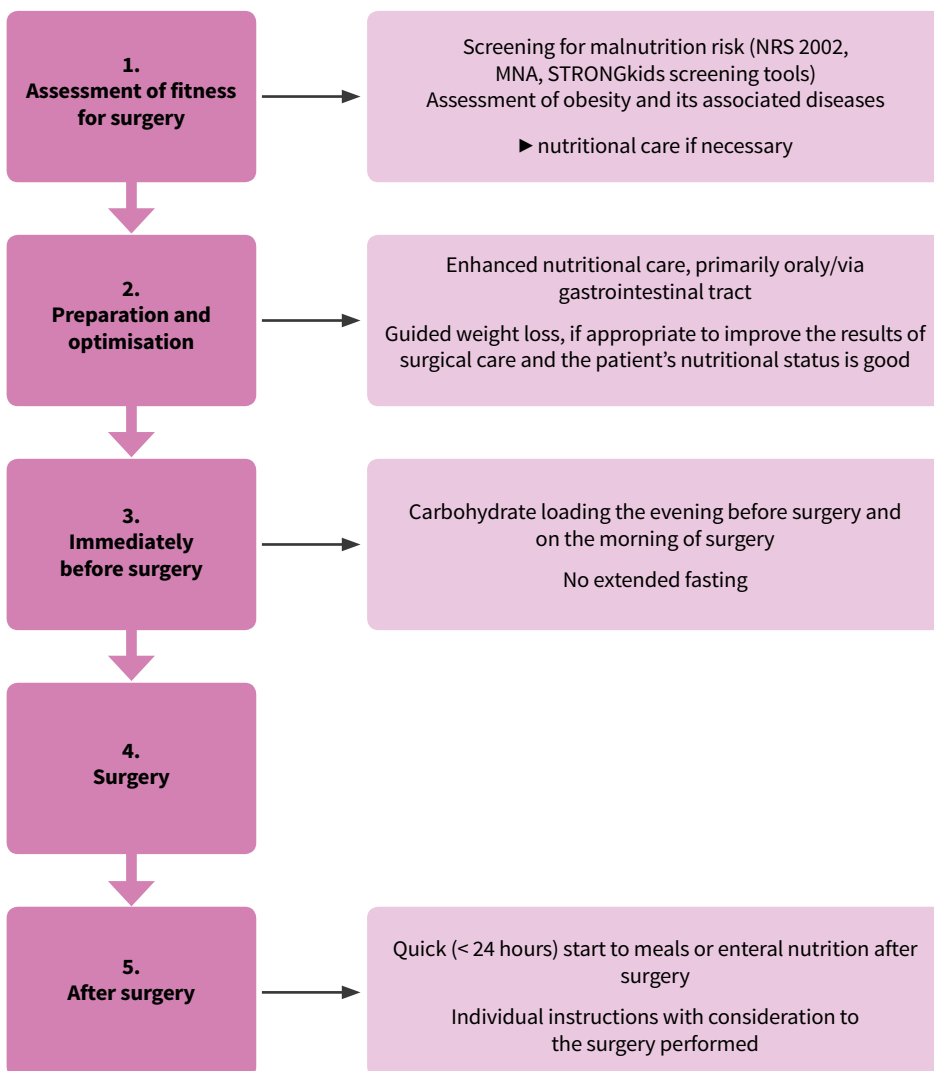 1.
Assessment of fitness
for surgery
Screening for malnutrition risk (NRS 2002,
MNA, STRONGkids screening tools)
Assessment of obesity and its associated diseases
► nutritional care if necessary
2.
Preparation and
optimisation
Enhanced nutritional care, primarily oraly/via
gastrointestinal tract
Guided weight loss, if appropriate to improve the results of
surgical care and the patient’s nutritional status is good
3.
Immediately
before surgery
Carbohydrate loading the evening before surgery and
on the morning of surgery
No extended fasting
4.
Surgery
5.
After surgery
Quick (< 24 hours) start to meals or enteral nutrition after
surgery
Individual instructions with consideration to
the surgery performed